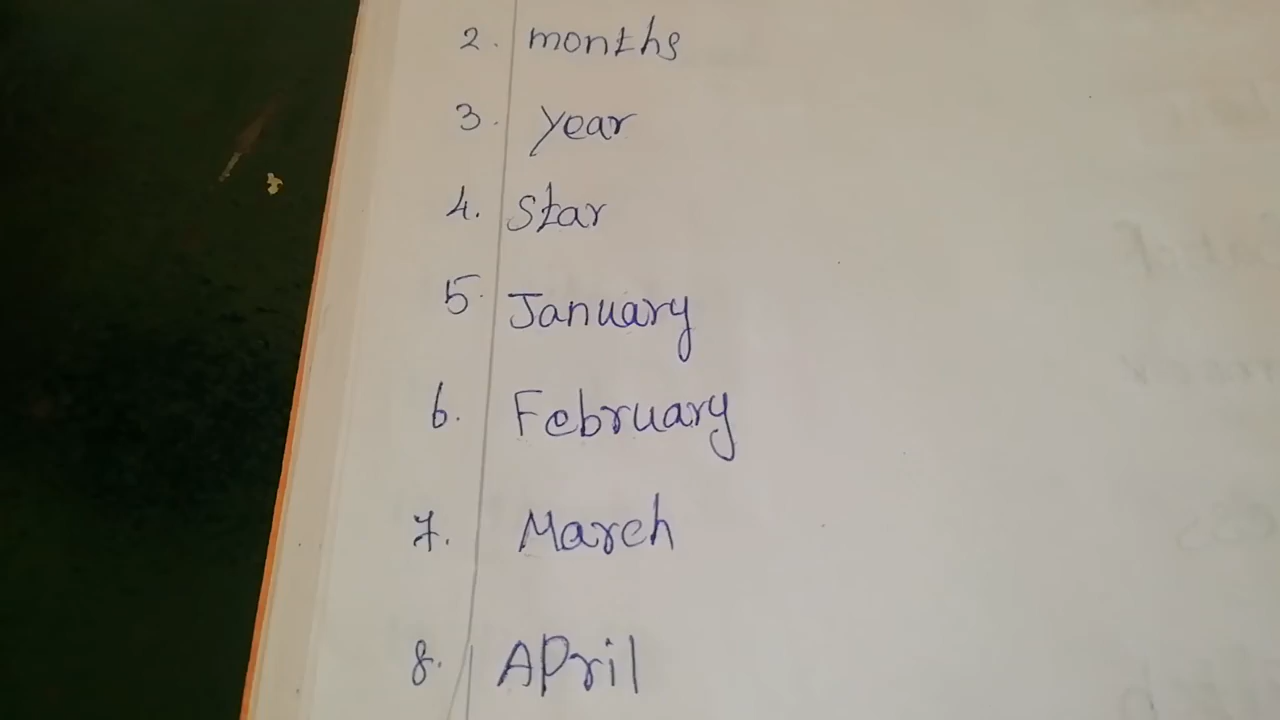 2. months
3. year
4. Star
5. January
6. February
7. March
8. April